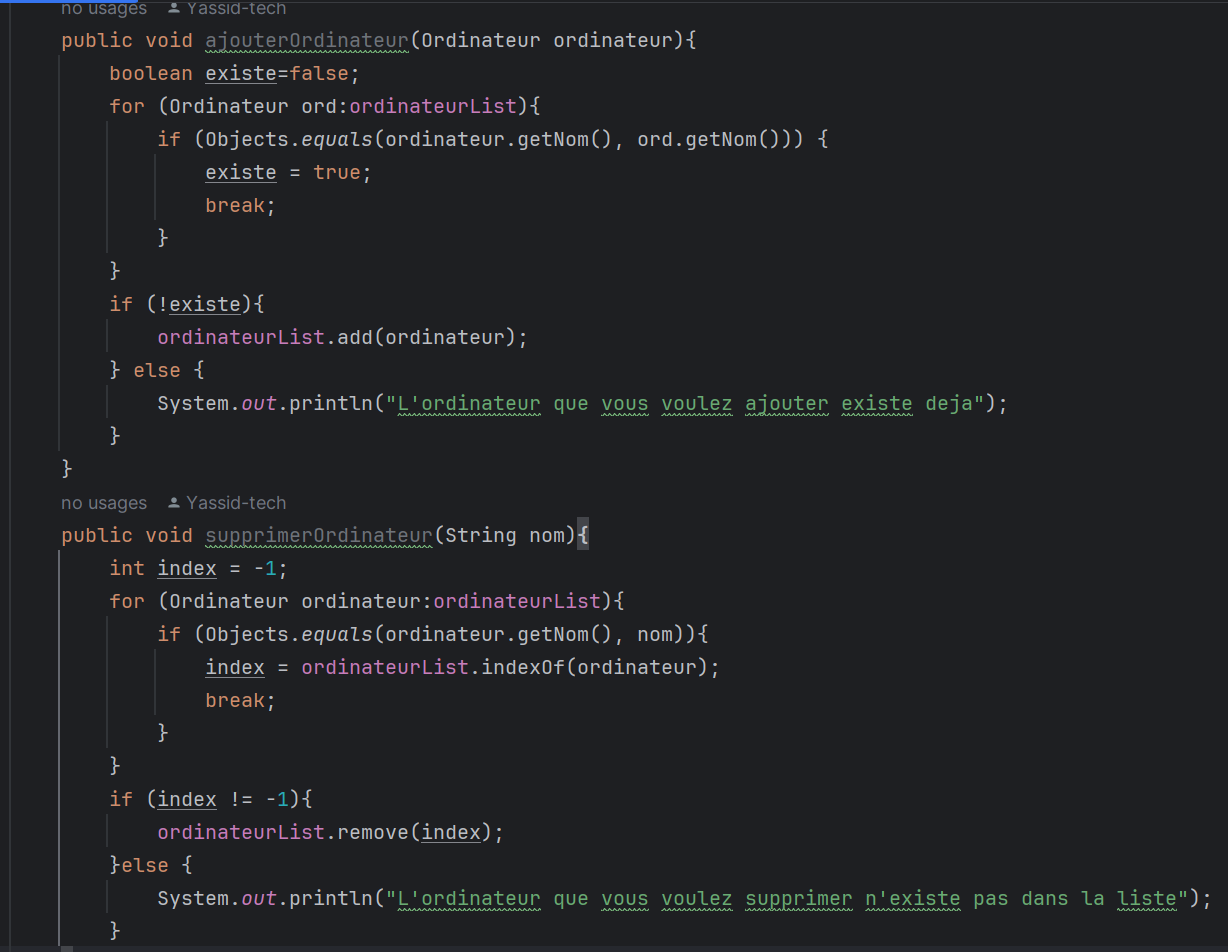 no usages Yassid-tech
public void ajouterOrdinateur(Ordinateur ordinateur){
    boolean existe=false;
    for (Ordinateur ord:ordinateurList){
        if (Objects.equals(ordinateur.getNom(), ord.getNom())) {
            existe = true;
            break;
        }
    }
    if (!existe){
        ordinateurList.add(ordinateur);
    } else {
        System.out.println("L'ordinateur que vous voulez ajouter existe deja");
    }
}
no usages Yassid-tech
public void supprimerOrdinateur(String nom){
    int index = -1;
    for (Ordinateur ordinateur:ordinateurList){
        if (Objects.equals(ordinateur.getNom(), nom)){
            index = ordinateurList.indexOf(ordinateur);
            break;
        }
    }
    if (index != -1){
        ordinateurList.remove(index);
    }else {
        System.out.println("L'ordinateur que vous voulez supprimer n'existe pas dans la liste");
    }